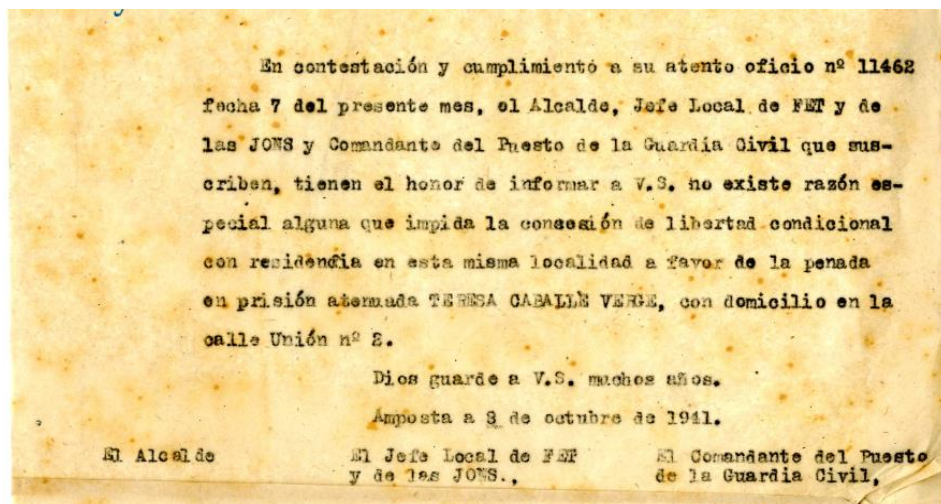 En contestación y cumplimiento a su atento oficio nº 11462
fecha 7 del presente mes, el Alcalde, Jefe Local de FET y de
las JONS y Comandante del Puesto de la Guardia Civil que sus-
criben, tienen el honor de informar a V.S. no existe razón es-
pecial alguna que impida la concesión de libertad condicional
con residencia en esta misma localidad a favor de la penada
en prisión atenuada TERESA CABALLÉ VERGE, con domicilio en la
calle Unión nº 2.
Dios guarde a V.S. muchos años.
Amposta a 8 de octubre de 1941.
El Alcalde El Jefe Local de FET El Comandante del Puesto
y de las JONS., de la Guardia Civil,